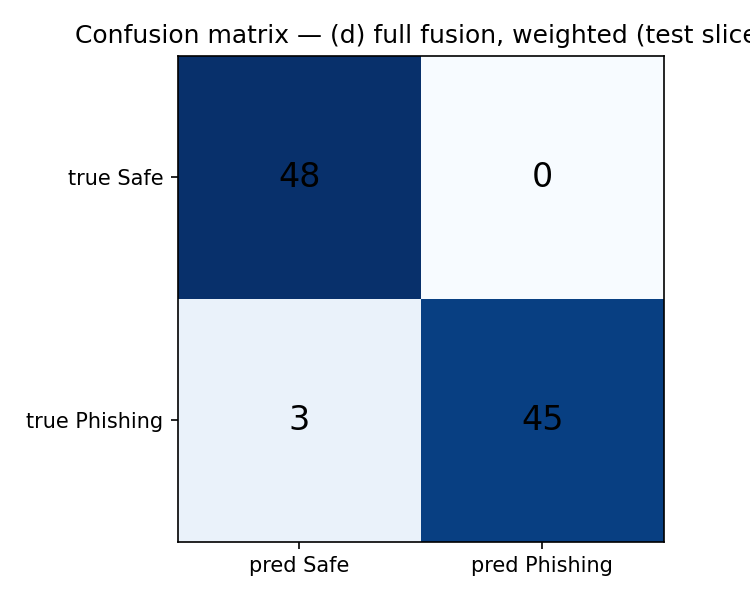 Confusion matrix — (d) full fusion, weighted (test slice
true Safe 48 0
true Phishing 3 45
pred Safe pred Phishing